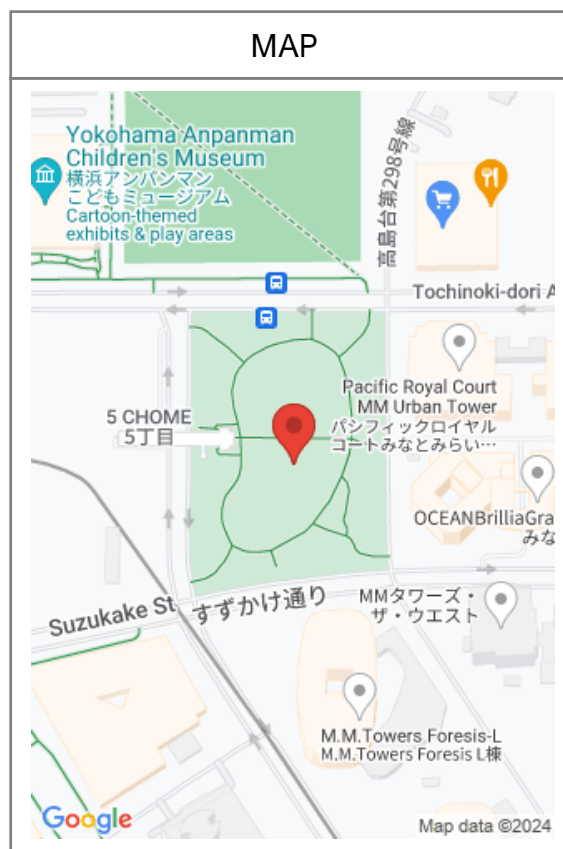 MAP
Yokohama Anpanman
Children's Museum
横浜アンパンマン
こどもミュージアム
Cartoon-themed
exhibits & play areas
高島台第298号線
Tochinoki-dori A
Pacific Royal Court
MM Urban Tower
パシフィックロイヤル
コートみなとみらい…
5 CHOME
5丁目
OCEANBrilliaGra
みな
MMタワーズ・
ザ・ウエスト
Suzukake St
すずかけ通り
M.M.Towers Foresis-L
M.M.Towers Foresis L棟
Google
Map data ©2024